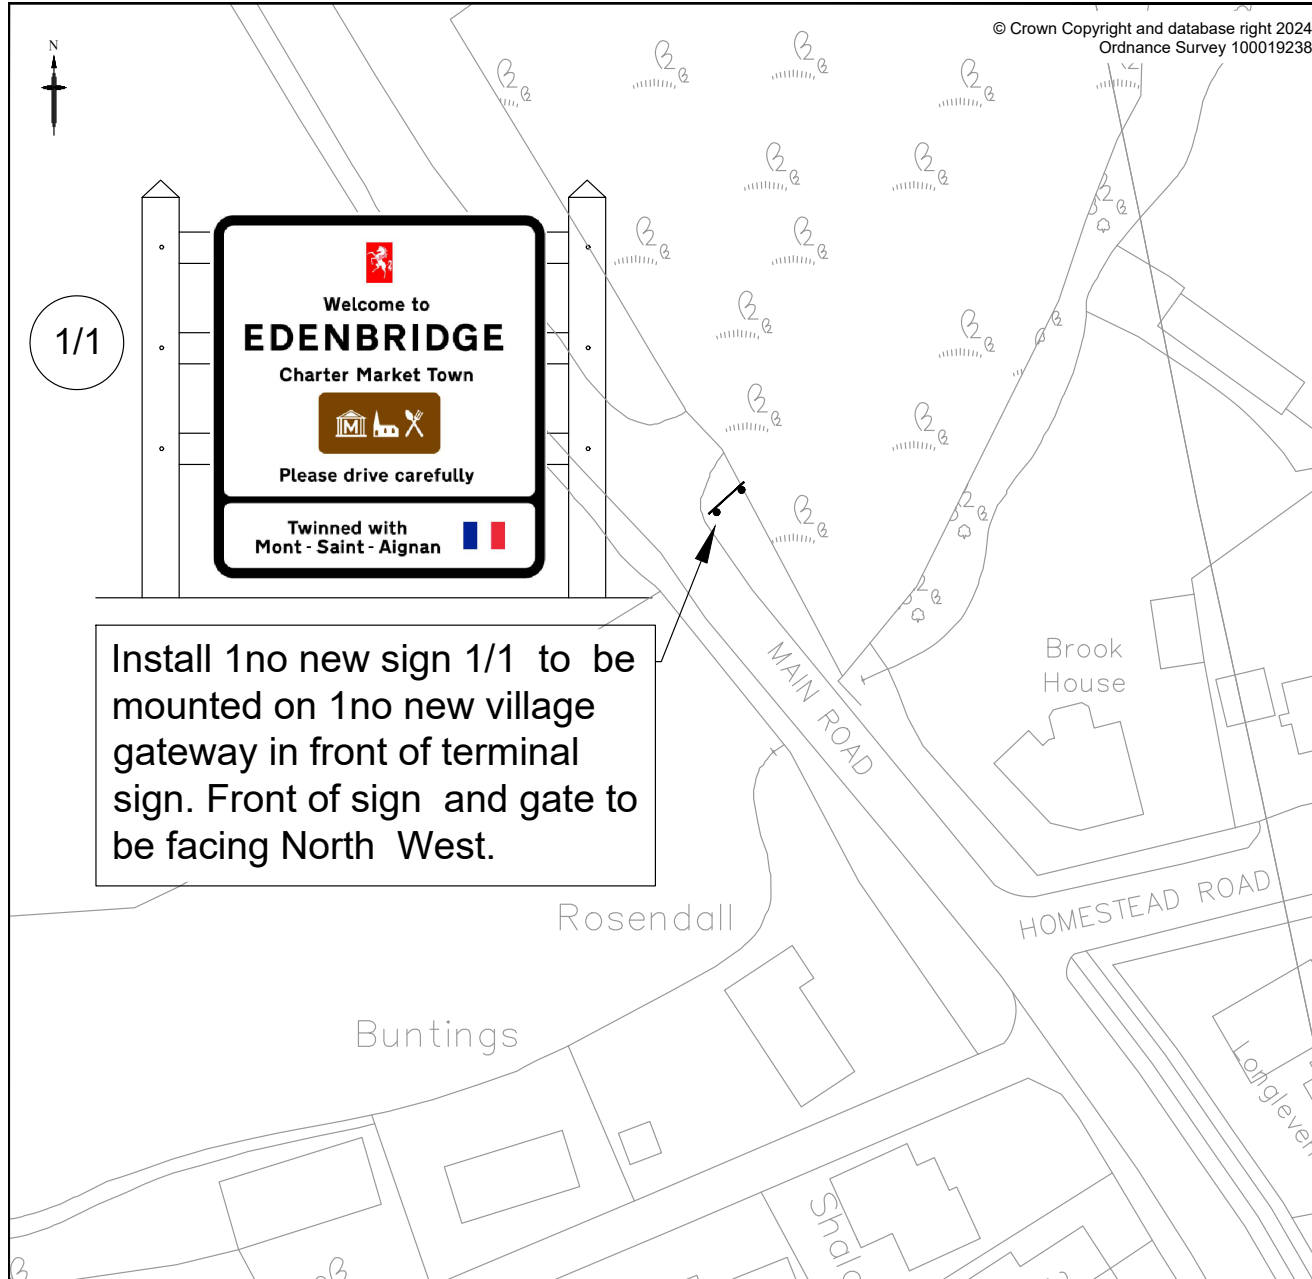 © Crown Copyright and database right 2024
Ordnance Survey 100019238
N
1/1
Welcome to
EDENBRIDGE
Charter Market Town
M
Please drive carefully
Twinned with
Mont - Saint - Aignan
Install 1no new sign 1/1 to be
mounted on 1no new village
gateway in front of terminal
sign. Front of sign and gate to
be facing North West.
MAIN ROAD
Brook
House
HOMESTEAD ROAD
Rosendall
Buntings